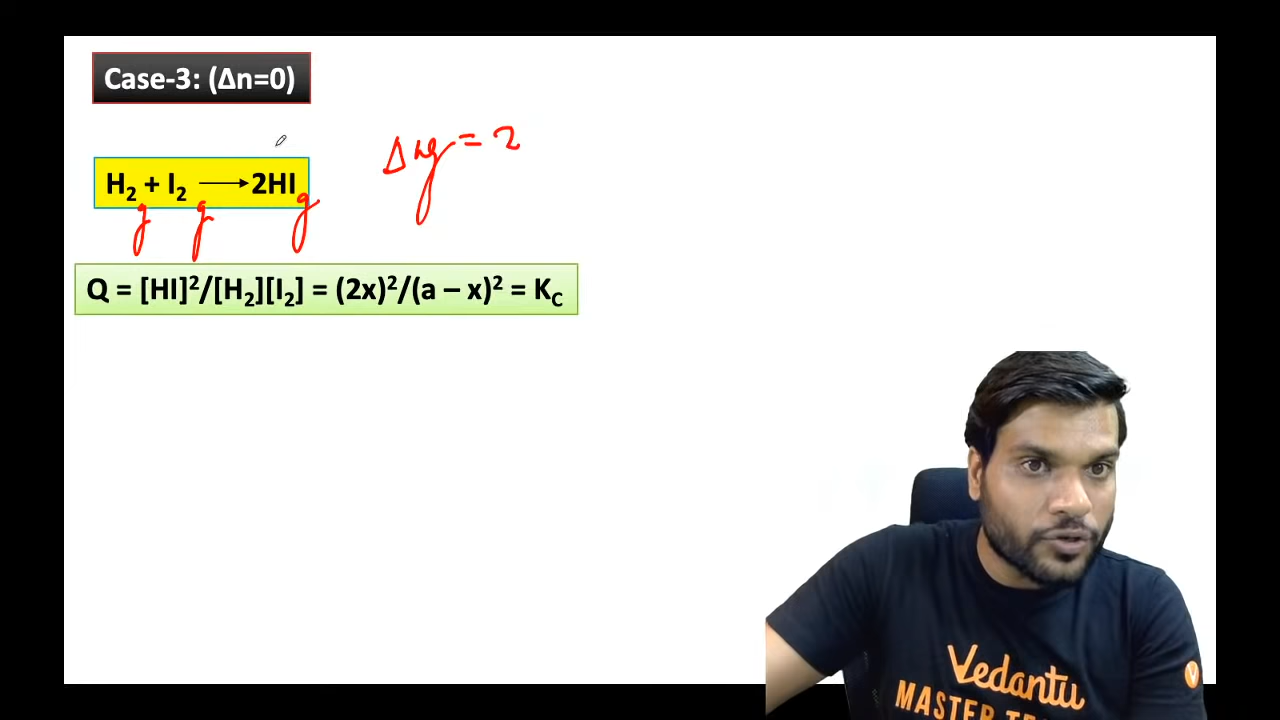 Case-3: (Δn=0)
Δng = 2
H₂ + I₂ ⟶ 2HI
g g g
Q = [HI]²/[H₂][I₂] = (2x)²/(a – x)² = K_C
Vedantu
MASTER TE
V